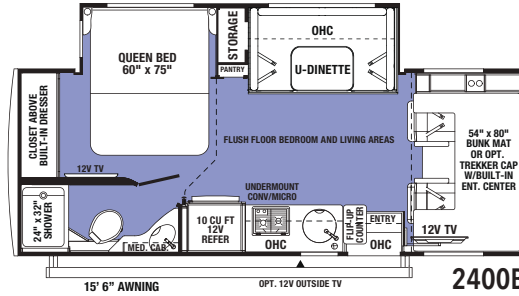 QUEEN BED
60" x 75"
STORAGE
PANTRY
OHC
U-DINETTE
CLOSET ABOVE
BUILT-IN DRESSER
FLUSH FLOOR BEDROOM AND LIVING AREAS
54" x 80"
BUNK MAT
OR OPT.
TREKKER CAP
W/BUILT-IN
ENT. CENTER
12V TV
24" x 32"
SHOWER
MED. CAB.
10 CU FT
12V
REFER
UNDERMOUNT
CONV/MICRO
OHC
FLIP-UP
COUNTER
ENTRY
OHC
12V TV
15' 6" AWNING
OPT. 12V OUTSIDE TV
2400B